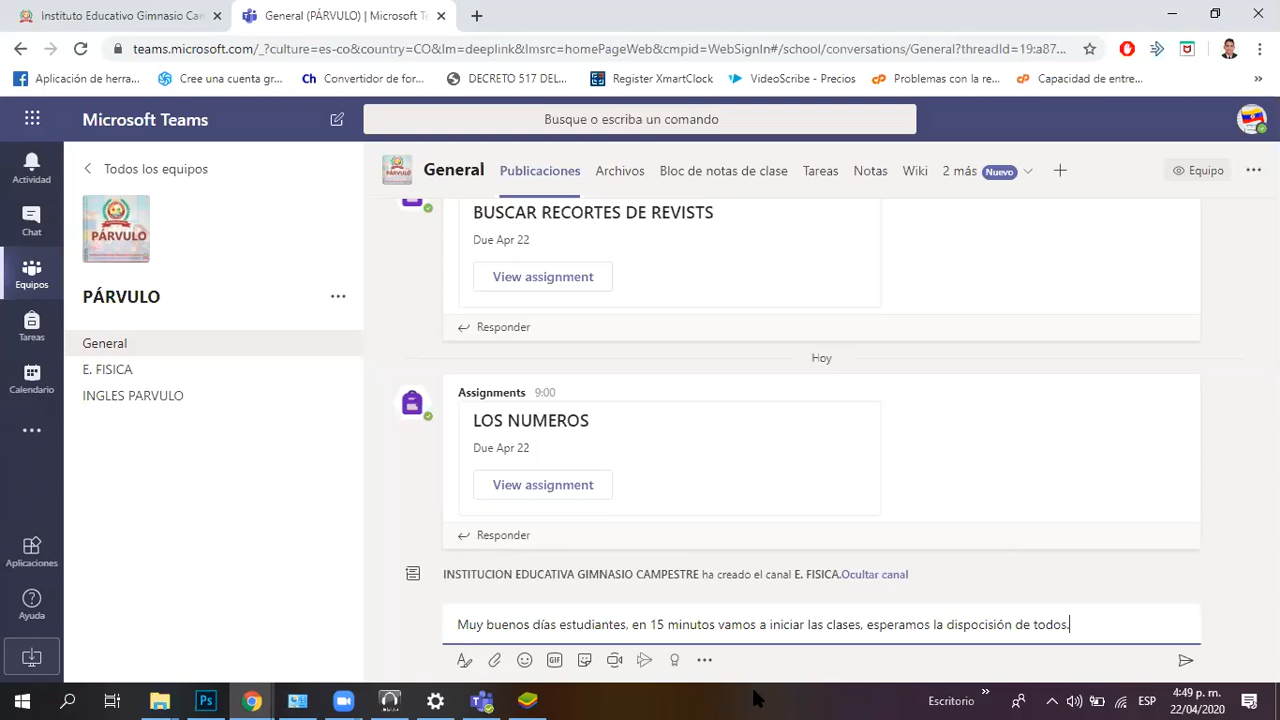 Instituto Educativo Gimnasio Can
General (PÁRVULO) | Microsoft T
teams.microsoft.com/_?culture=es-co&country=CO&lm=deeplink&lmsrc=homePageWeb&cmpid=WebSignIn#/school/conversations/General?threadId=19:a87...
Aplicación de herra...
Cree una cuenta gr...
Ch Convertidor de for...
DECRETO 517 DEL...
Register XmartClock
VideoScribe - Precios
Problemas con la re...
Capacidad de entre...
Microsoft Teams
Busque o escriba un comando
Actividad
Chat
Equipos
Tareas
Calendario
Aplicaciones
Ayuda
Todos los equipos
PÁRVULO
PÁRVULO
General
E. FISICA
INGLES PARVULO
PÁRVULO
General
Publicaciones
Archivos
Bloc de notas de clase
Tareas
Notas
Wiki
2 más
Nuevo
Equipo
BUSCAR RECORTES DE REVISTS
Due Apr 22
View assignment
Responder
Hoy
Assignments 9:00
LOS NUMEROS
Due Apr 22
View assignment
Responder
INSTITUCION EDUCATIVA GIMNASIO CAMPESTRE ha creado el canal E. FISICA.Ocultar canal
Muy buenos días estudiantes, en 15 minutos vamos a iniciar las clases, esperamos la dispocisión de todos.
GIF
Ps
Escritorio
ESP
4:49 p. m.
22/04/2020